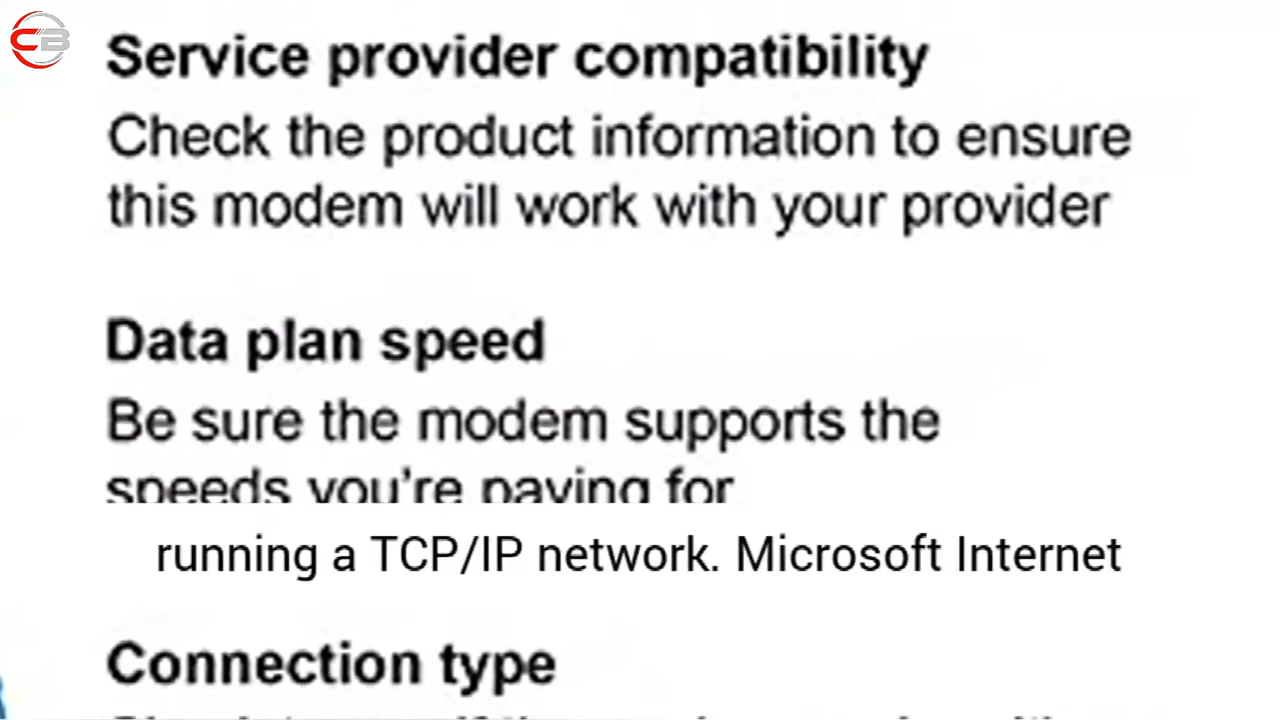 CB
Service provider compatibility
Check the product information to ensure
this modem will work with your provider
Data plan speed
Be sure the modem supports the
speeds you're paying for
running a TCP/IP network. Microsoft Internet
Connection type